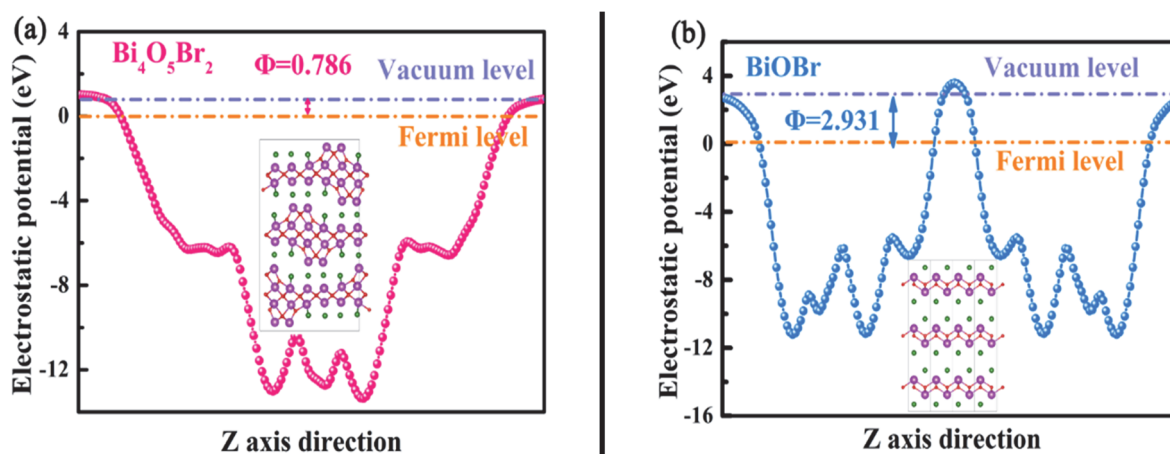 (a)
Electrostatic potential (eV)
4
0
-4
-8
-12
Bi₄O₅Br₂
Φ=0.786
Vacuum level
Fermi level
Z axis direction
(b)
Electrostatic potential (eV)
4
0
-4
-8
-12
-16
BiOBr
Vacuum level
Φ=2.931
Fermi level
Z axis direction